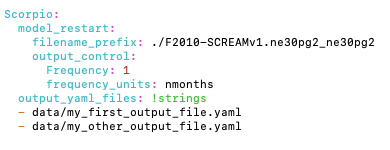 Scorpio:
  model_restart:
    filename_prefix: ./F2010-SCREAMv1.ne30pg2_ne30pg2
    output_control:
      Frequency: 1
      frequency_units: nmonths
  output_yaml_files: !strings
  - data/my_first_output_file.yaml
  - data/my_other_output_file.yaml